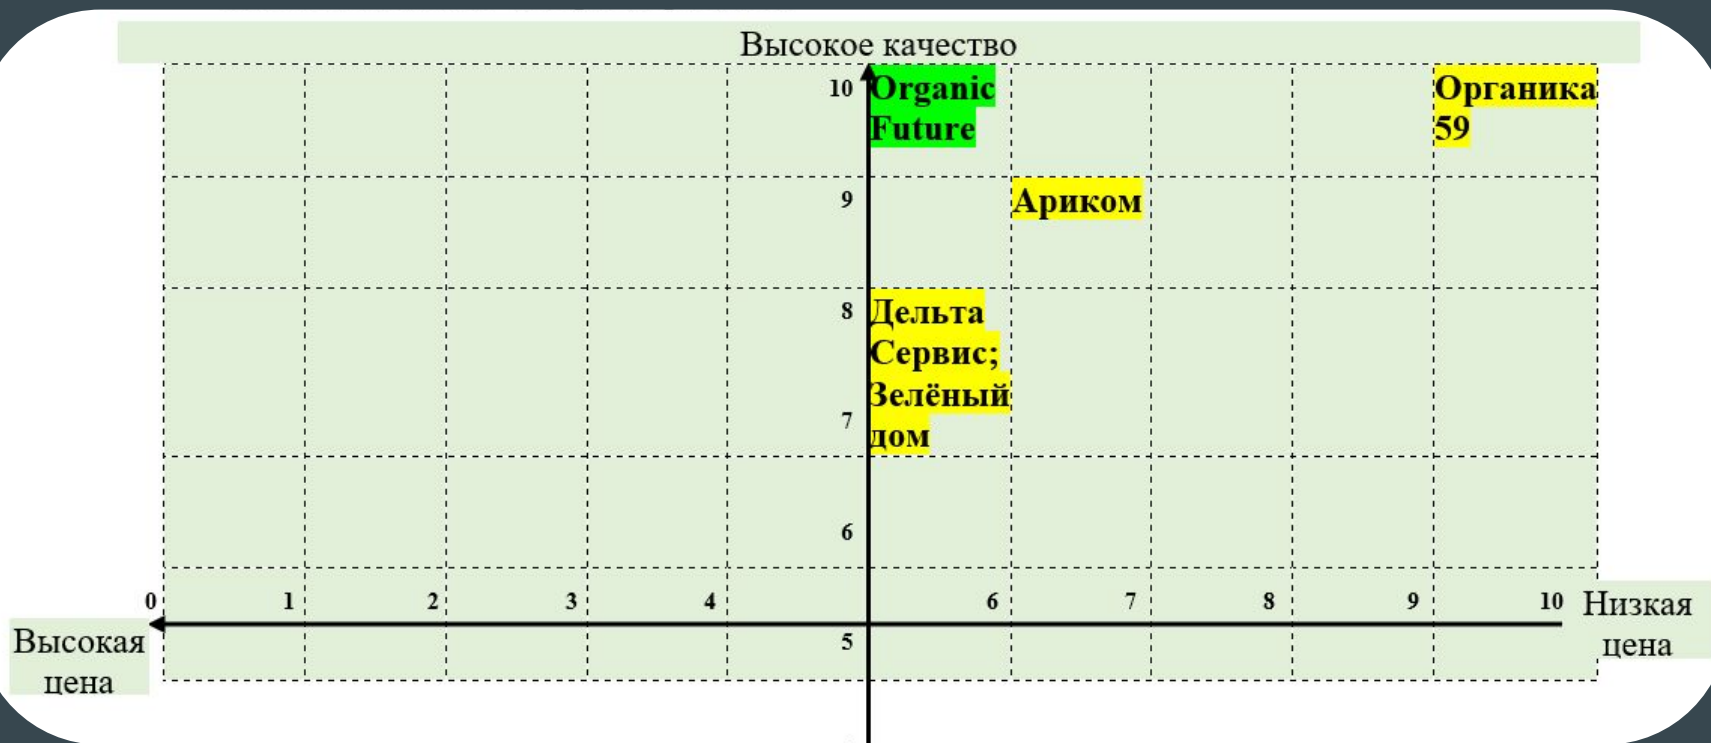 Высокое качество
10 Organic Органика
Future 59
9 Ариком
8 Дельта
Сервис;
Зелёный
7 дом
6
0 1 2 3 4 6 7 8 9 10 Низкая
цена
Высокая
цена
5